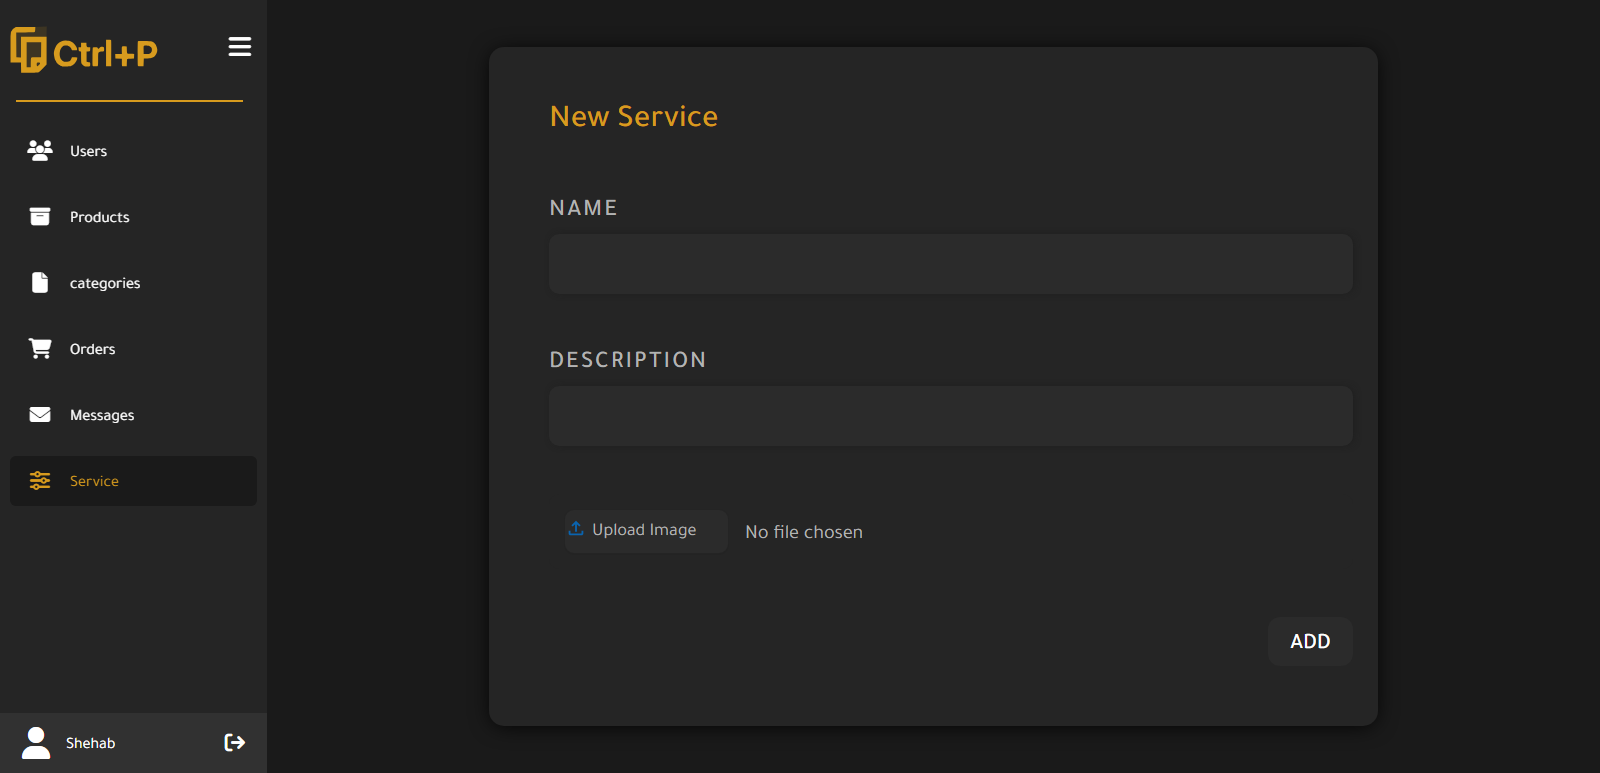 Ctrl+P
Users
Products
categories
Orders
Messages
Service
Shehab
New Service
NAME
DESCRIPTION
Upload Image No file chosen
ADD